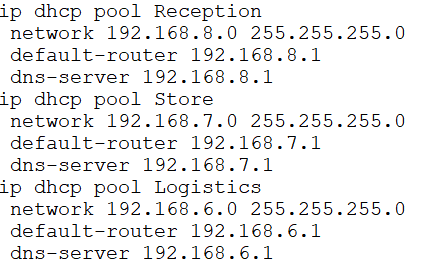 ip dhcp pool Reception
 network 192.168.8.0 255.255.255.0
 default-router 192.168.8.1
 dns-server 192.168.8.1
ip dhcp pool Store
 network 192.168.7.0 255.255.255.0
 default-router 192.168.7.1
 dns-server 192.168.7.1
ip dhcp pool Logistics
 network 192.168.6.0 255.255.255.0
 default-router 192.168.6.1
 dns-server 192.168.6.1